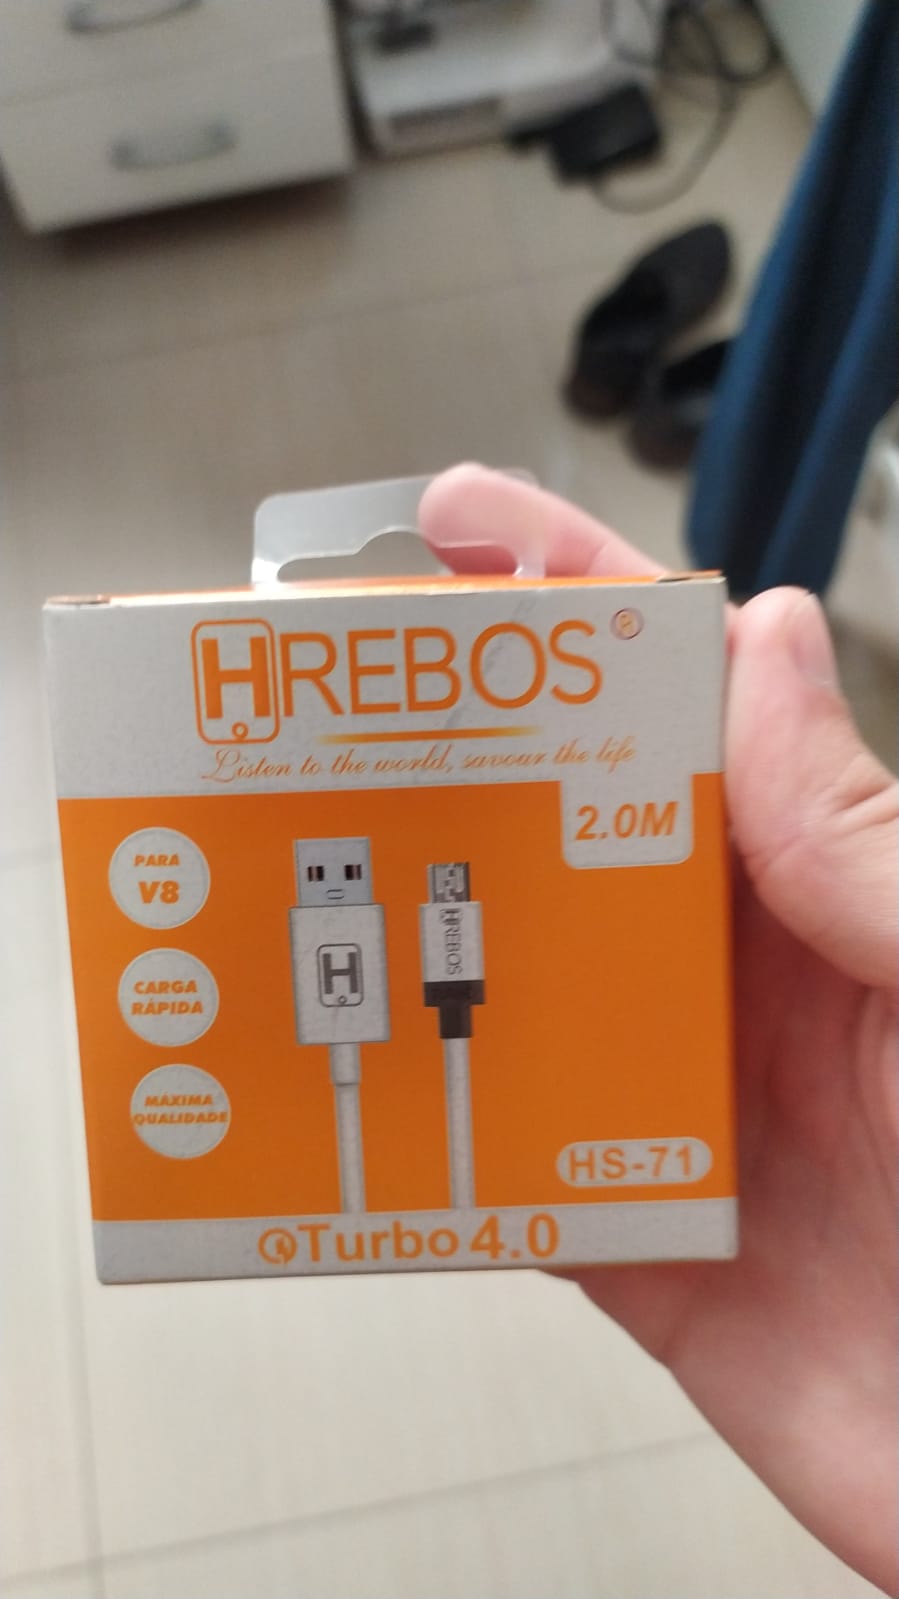 HREBOS®
Listen to the world, savour the life
2.0M
PARA
V8
CARGA
RÁPIDA
MÁXIMA
QUALIDADE
H
HREBOS
HS-71
Turbo 4.0